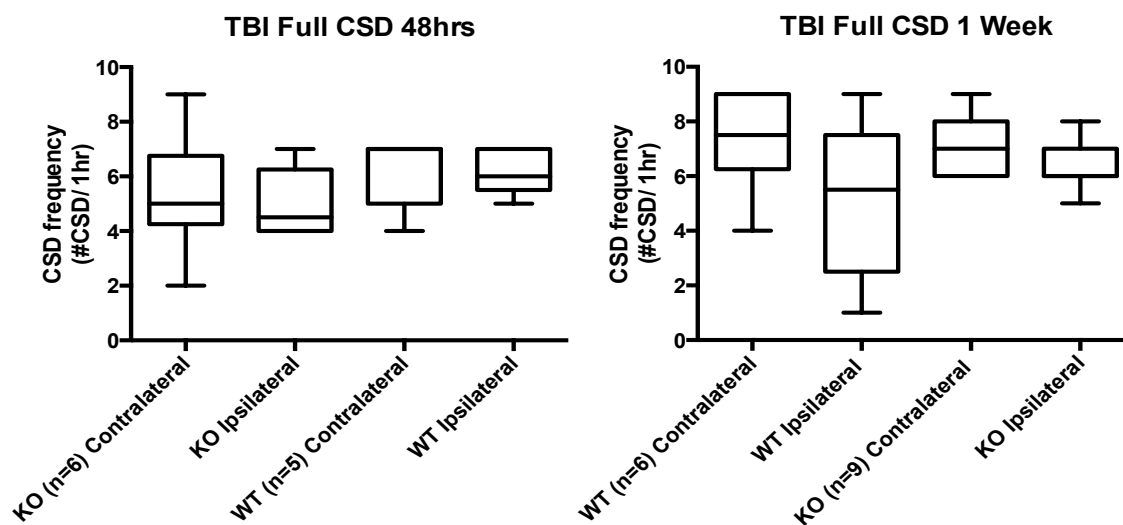 TBI Full CSD 48hrs
CSD frequency
(#CSD/ 1hr)
10
8
6
4
2
0
KO (n=6) Contralateral
KO Ipsilateral
WT (n=5) Contralateral
WT Ipsilateral
TBI Full CSD 1 Week
CSD frequency
(#CSD/ 1hr)
10
8
6
4
2
0
WT (n=6) Contralateral
WT Ipsilateral
KO (n=9) Contralateral
KO Ipsilateral